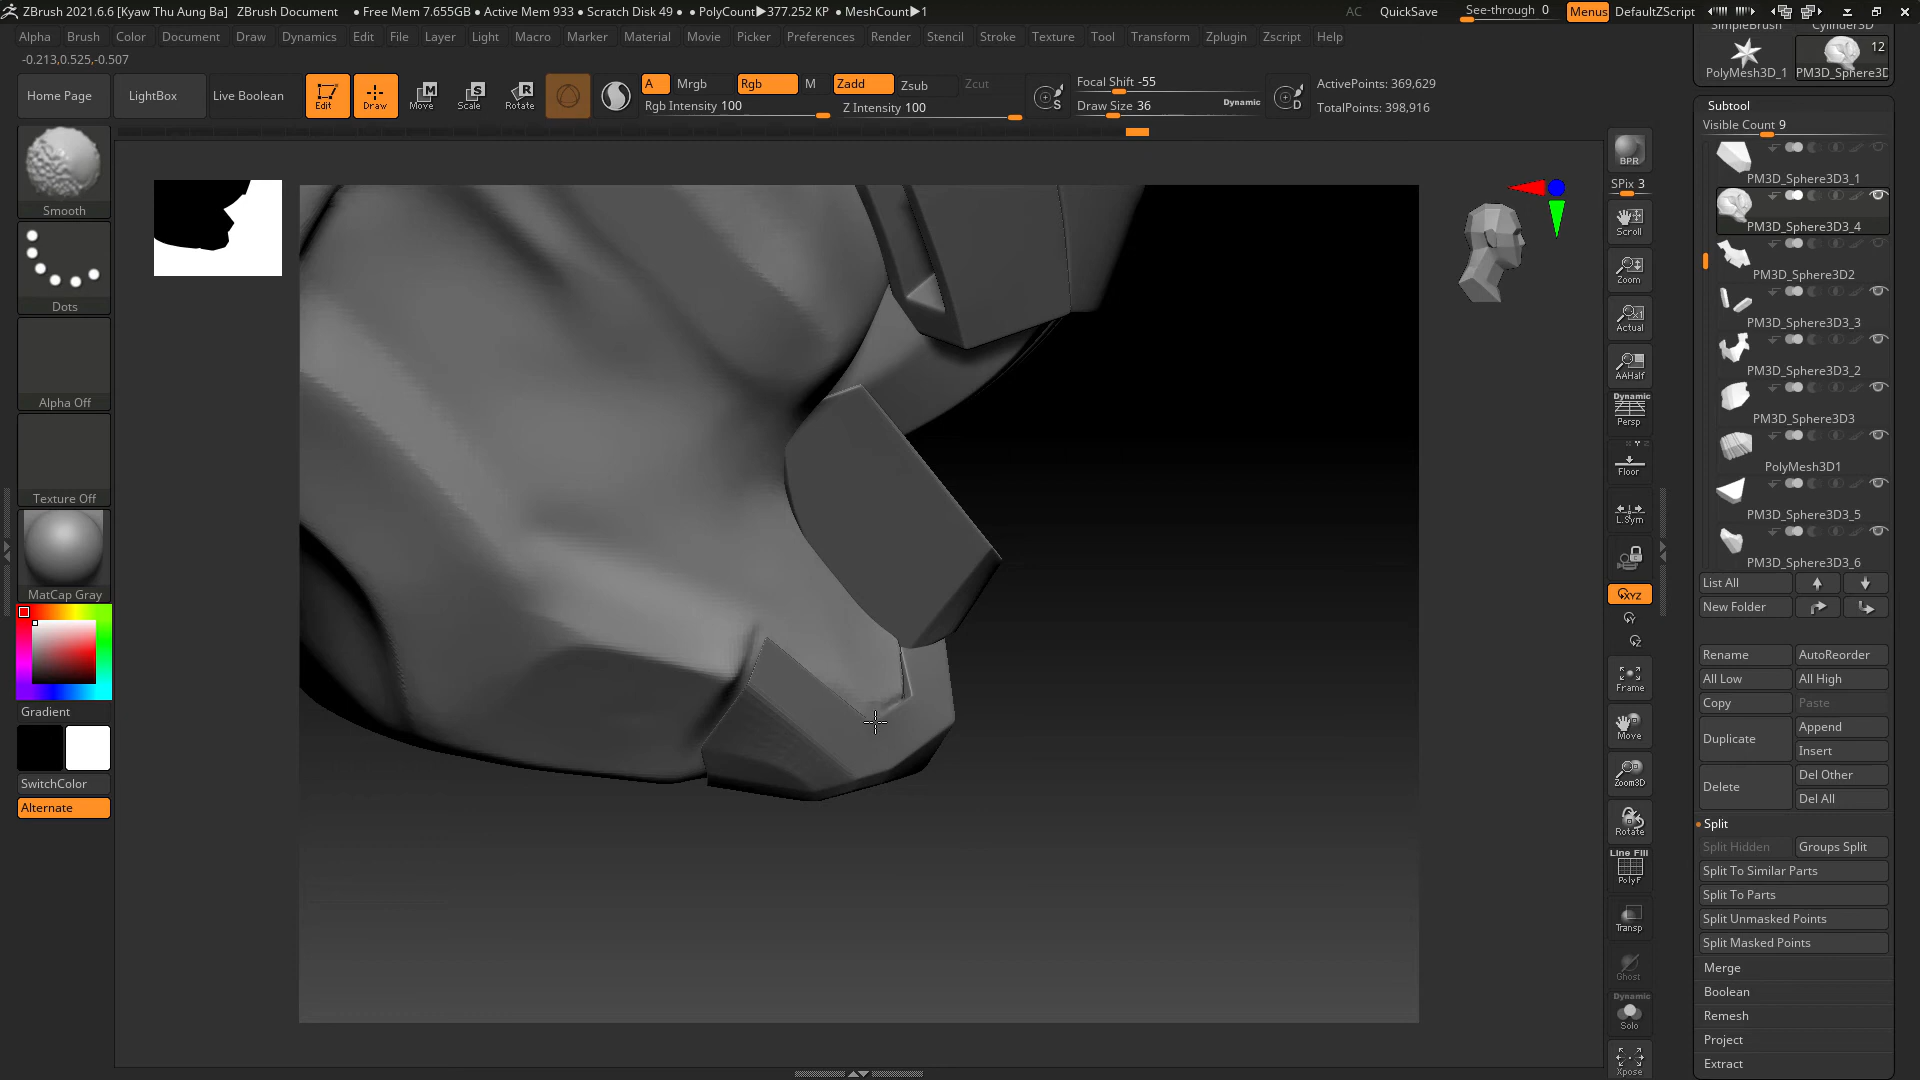 ZBrush 2021.6.6 [Kyaw Thu Aung Ba] ZBrush Document ● Free Mem 7.655GB ● Active Mem 933 ● Scratch Disk 49 ● ● PolyCount▶377.252 KP ● MeshCount▶1 AC QuickSave See-through 0 Menus DefaultZScript
Alpha Brush Color Document Draw Dynamics Edit File Layer Light Macro Marker Material Movie Picker Preferences Render Stencil Stroke Texture Tool Transform Zplugin Zscript Help
-0.213,0.525,-0.507
Home Page LightBox Live Boolean Edit Draw Move Scale Rotate
A Mrgb Rgb M Zadd Zsub Zcut
Rgb Intensity 100 Z Intensity 100
Focal Shift -55
Draw Size 36 Dynamic
S D
ActivePoints: 369,629
TotalPoints: 398,916
Smooth
Dots
Alpha Off
Texture Off
MatCap Gray
Gradient
SwitchColor
Alternate
BPR
SPix 3
Scroll
Zoom
Actual
AAHalf
Dynamic
Persp
Floor
L.Sym
XYZ
Y
Z
Frame
Move
Zoom3D
Rotate
Line Fill
PolyF
Transp
Ghost
Dynamic
Solo
Xpose
SimpleBrush Cylinder3D
12
PolyMesh3D_1 PM3D_Sphere3D
Subtool
Visible Count 9
PM3D_Sphere3D3_1
PM3D_Sphere3D3_4
PM3D_Sphere3D2
PM3D_Sphere3D3_3
PM3D_Sphere3D3_2
PM3D_Sphere3D3
PolyMesh3D1
PM3D_Sphere3D3_5
PM3D_Sphere3D3_6
List All
New Folder
Rename AutoReorder
All Low All High
Copy Paste
Duplicate Append
Insert
Delete Del Other
Del All
Split
Split Hidden Groups Split
Split To Similar Parts
Split To Parts
Split Unmasked Points
Split Masked Points
Merge
Boolean
Remesh
Project
Extract